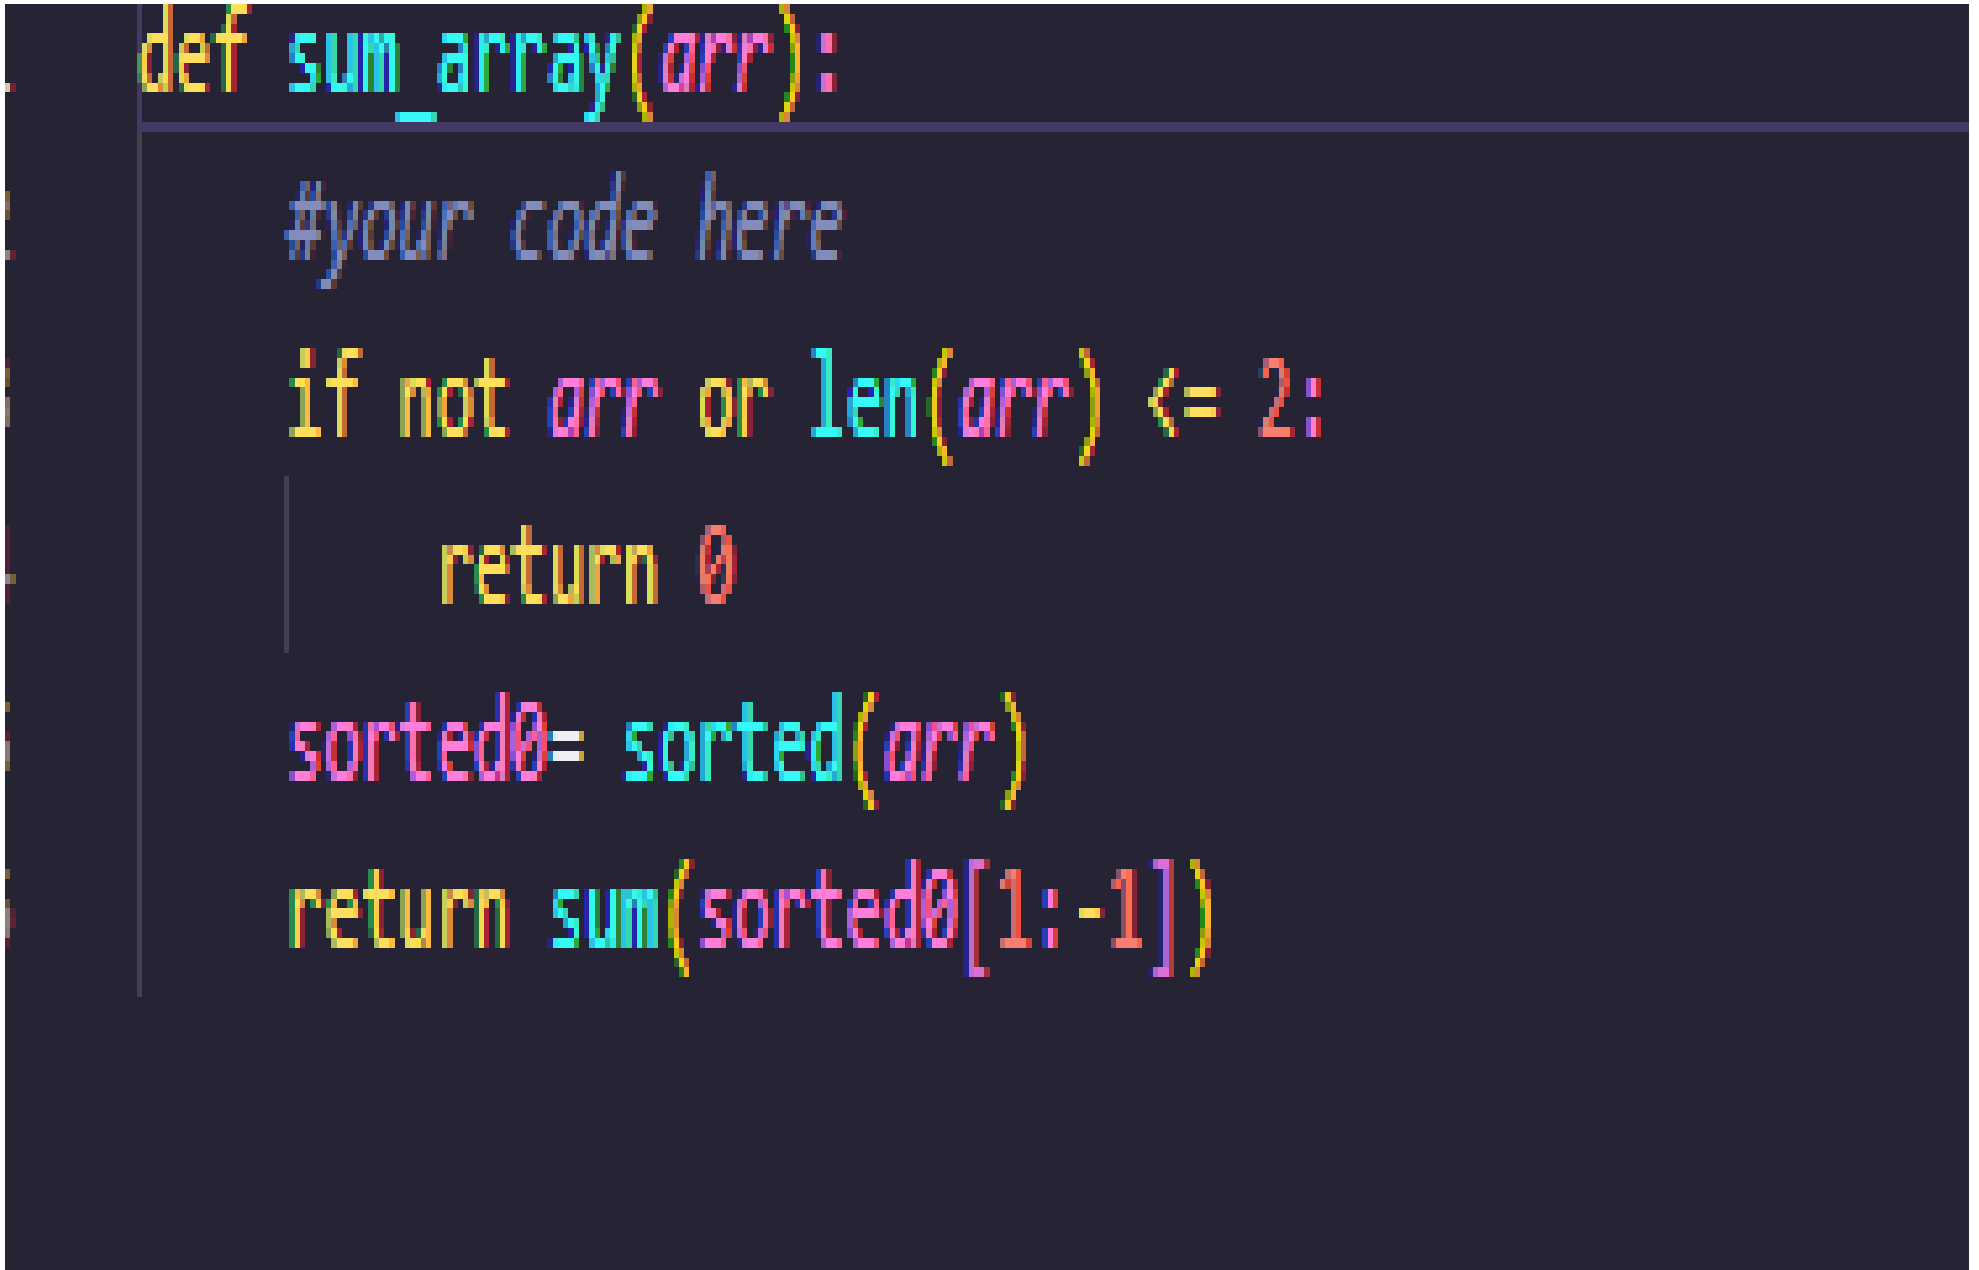 def sum_array(arr):
#your code here
if not arr or len(arr) <= 2:
return 0
sorted0= sorted(arr)
return sum(sorted0[1:-1])